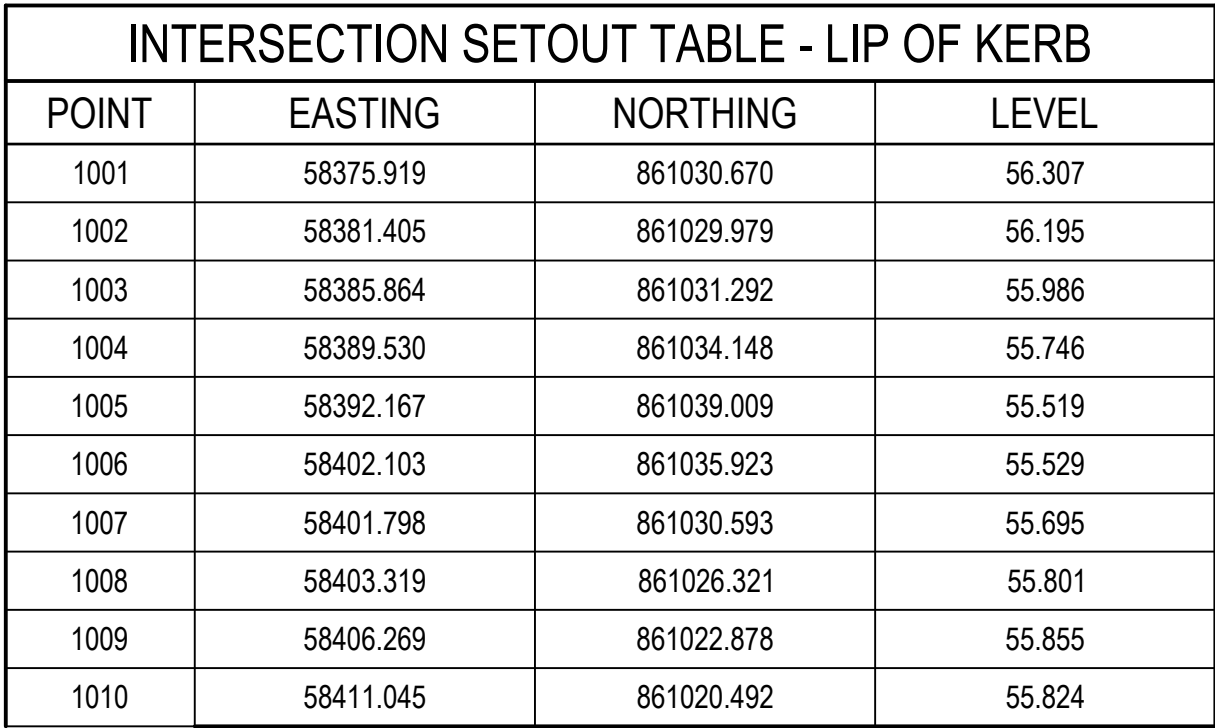 INTERSECTION SETOUT TABLE - LIP OF KERB
POINT EASTING NORTHING LEVEL
1001 58375.919 861030.670 56.307
1002 58381.405 861029.979 56.195
1003 58385.864 861031.292 55.986
1004 58389.530 861034.148 55.746
1005 58392.167 861039.009 55.519
1006 58402.103 861035.923 55.529
1007 58401.798 861030.593 55.695
1008 58403.319 861026.321 55.801
1009 58406.269 861022.878 55.855
1010 58411.045 861020.492 55.824